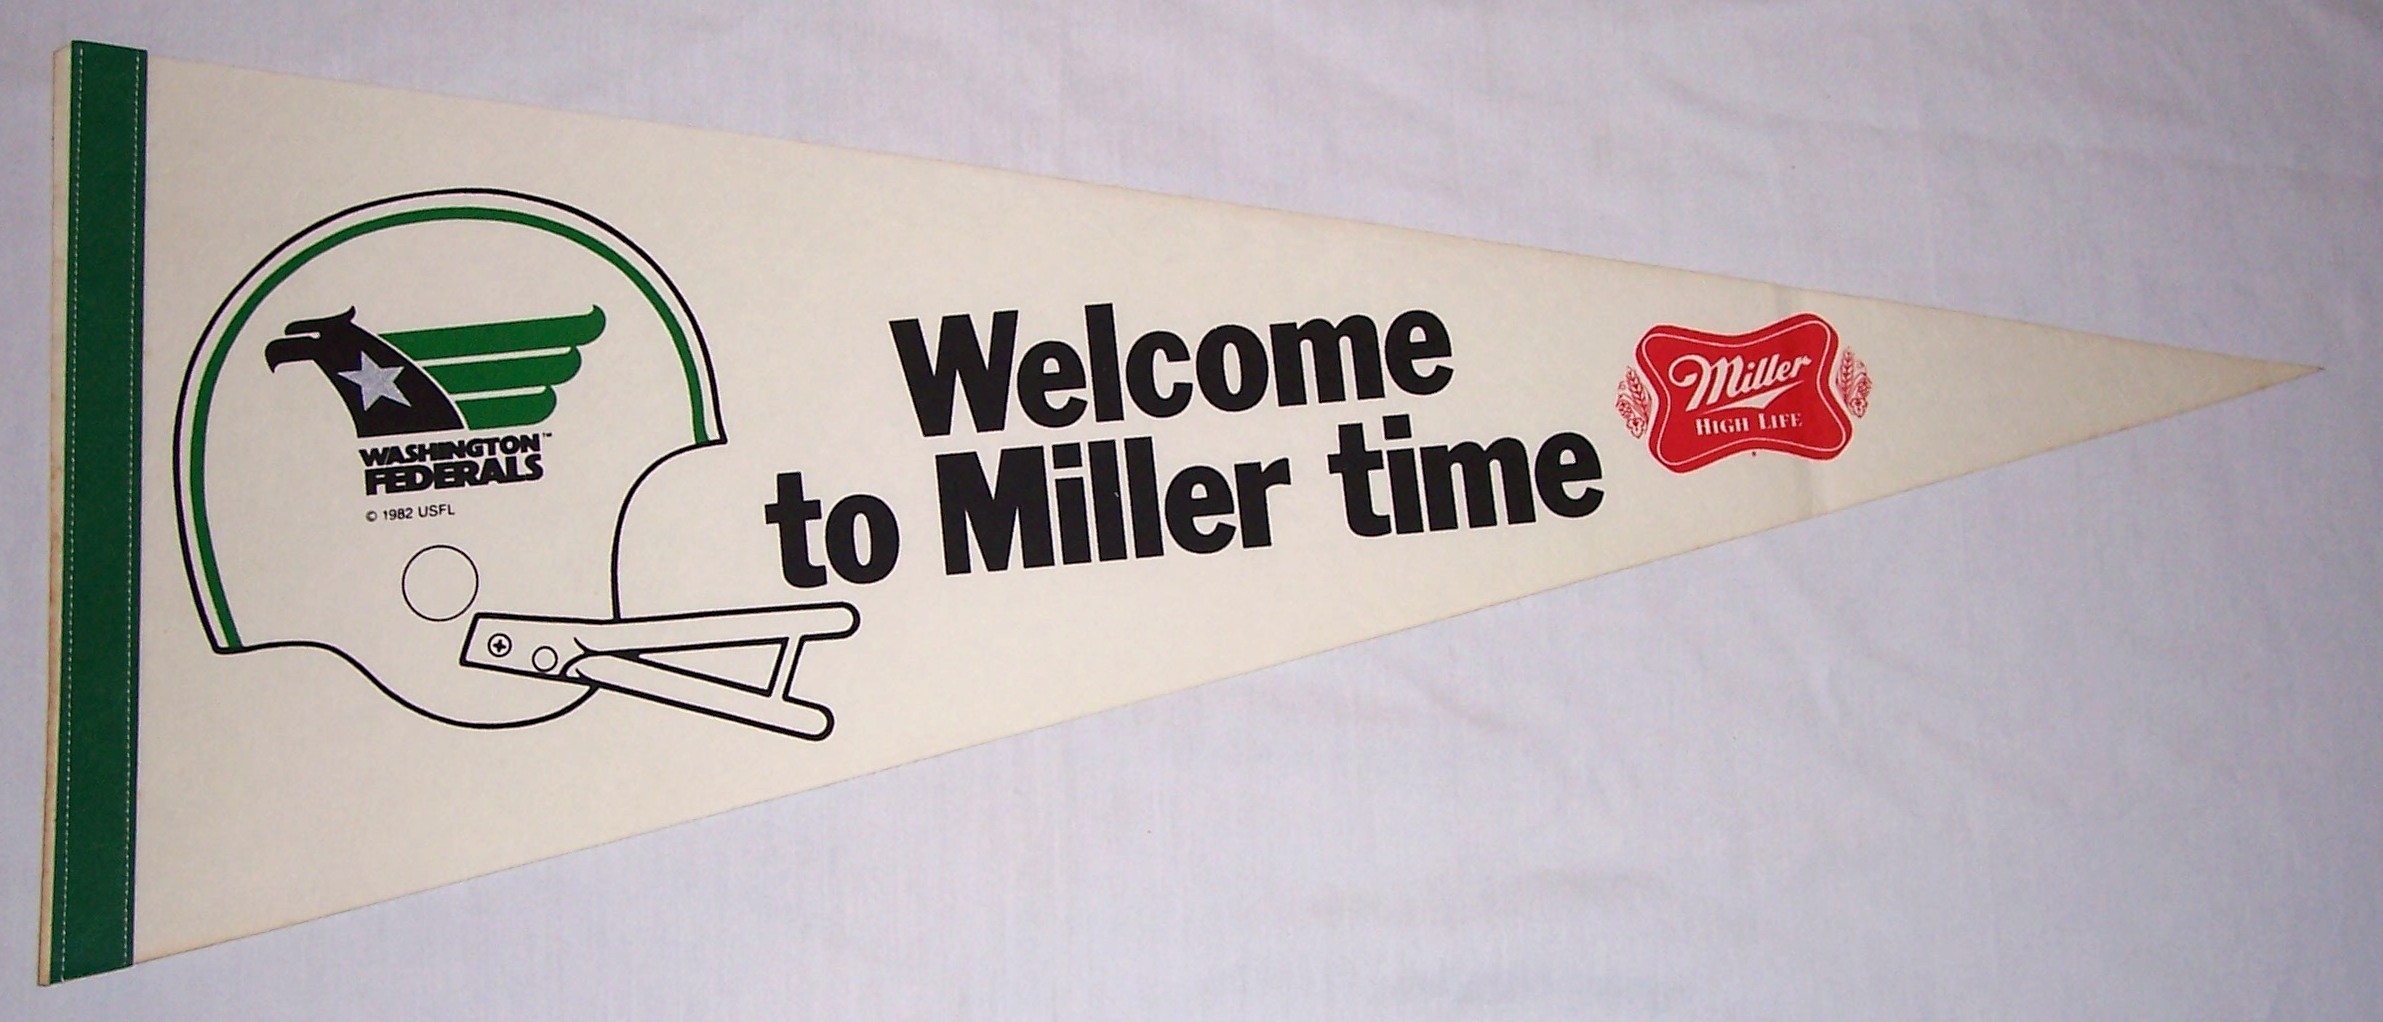 WASHINGTON™
FEDERALS
© 1982 USFL
Welcome
to Miller time
Miller
HIGH LIFE